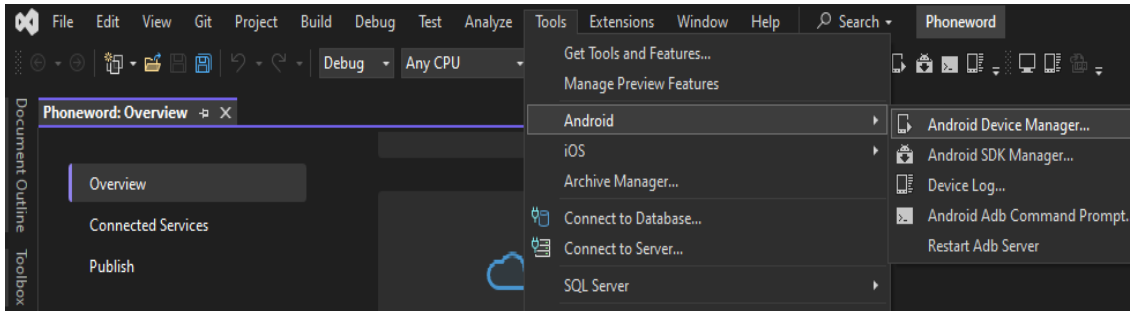 File Edit View Git Project Build Debug Test Analyze Tools Extensions Window Help Search Phoneword
Debug Any CPU
Phoneword: Overview
Document Outline
Toolbox
Overview
Connected Services
Publish
Get Tools and Features...
Manage Preview Features
Android
iOS
Archive Manager...
Connect to Database...
Connect to Server...
SQL Server
Android Device Manager...
Android SDK Manager...
Device Log...
Android Adb Command Prompt.
Restart Adb Server